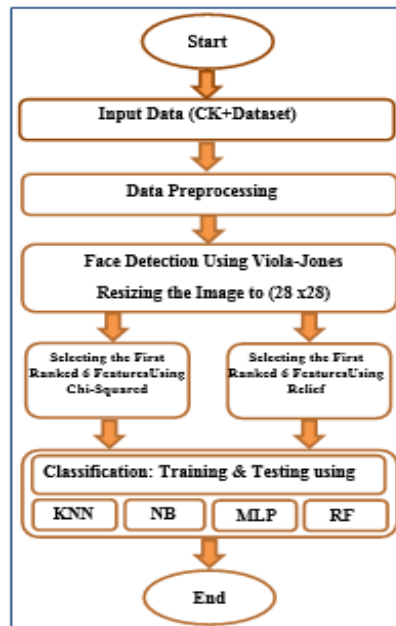 Start
Input Data (CK+Dataset)
Data Preprocessing
Face Detection Using Viola-Jones
Resizing the Image to (28 x28)
Selecting the First
Ranked 6 FeaturesUsing
Chi-Squared
Selecting the First
Ranked 6 FeaturesUsing
Relief
Classification: Training & Testing using
KNN
NB
MLP
RF
End